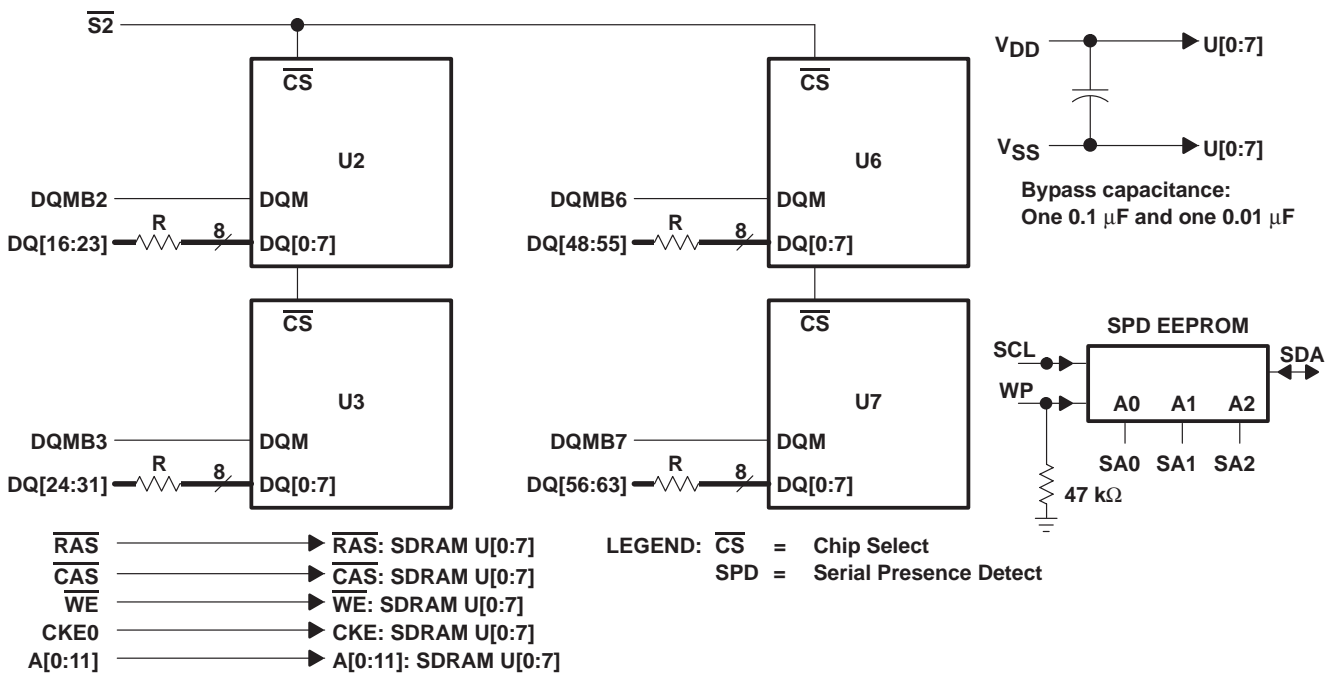 S2
CS
U2
DQMB2
DQM
R
8
DQ[16:23]
DQ[0:7]
CS
U6
DQMB6
DQM
R
8
DQ[48:55]
DQ[0:7]
VDD
U[0:7]
VSS
U[0:7]
Bypass capacitance:
One 0.1 μF and one 0.01 μF
CS
U3
DQMB3
DQM
R
8
DQ[24:31]
DQ[0:7]
CS
U7
DQMB7
DQM
R
8
DQ[56:63]
DQ[0:7]
SPD EEPROM
SCL
SDA
WP
A0 A1 A2
SA0 SA1 SA2
47 kΩ
RAS RAS: SDRAM U[0:7]
CAS CAS: SDRAM U[0:7]
WE WE: SDRAM U[0:7]
CKE0 CKE: SDRAM U[0:7]
A[0:11] A[0:11]: SDRAM U[0:7]
LEGEND: CS = Chip Select
SPD = Serial Presence Detect